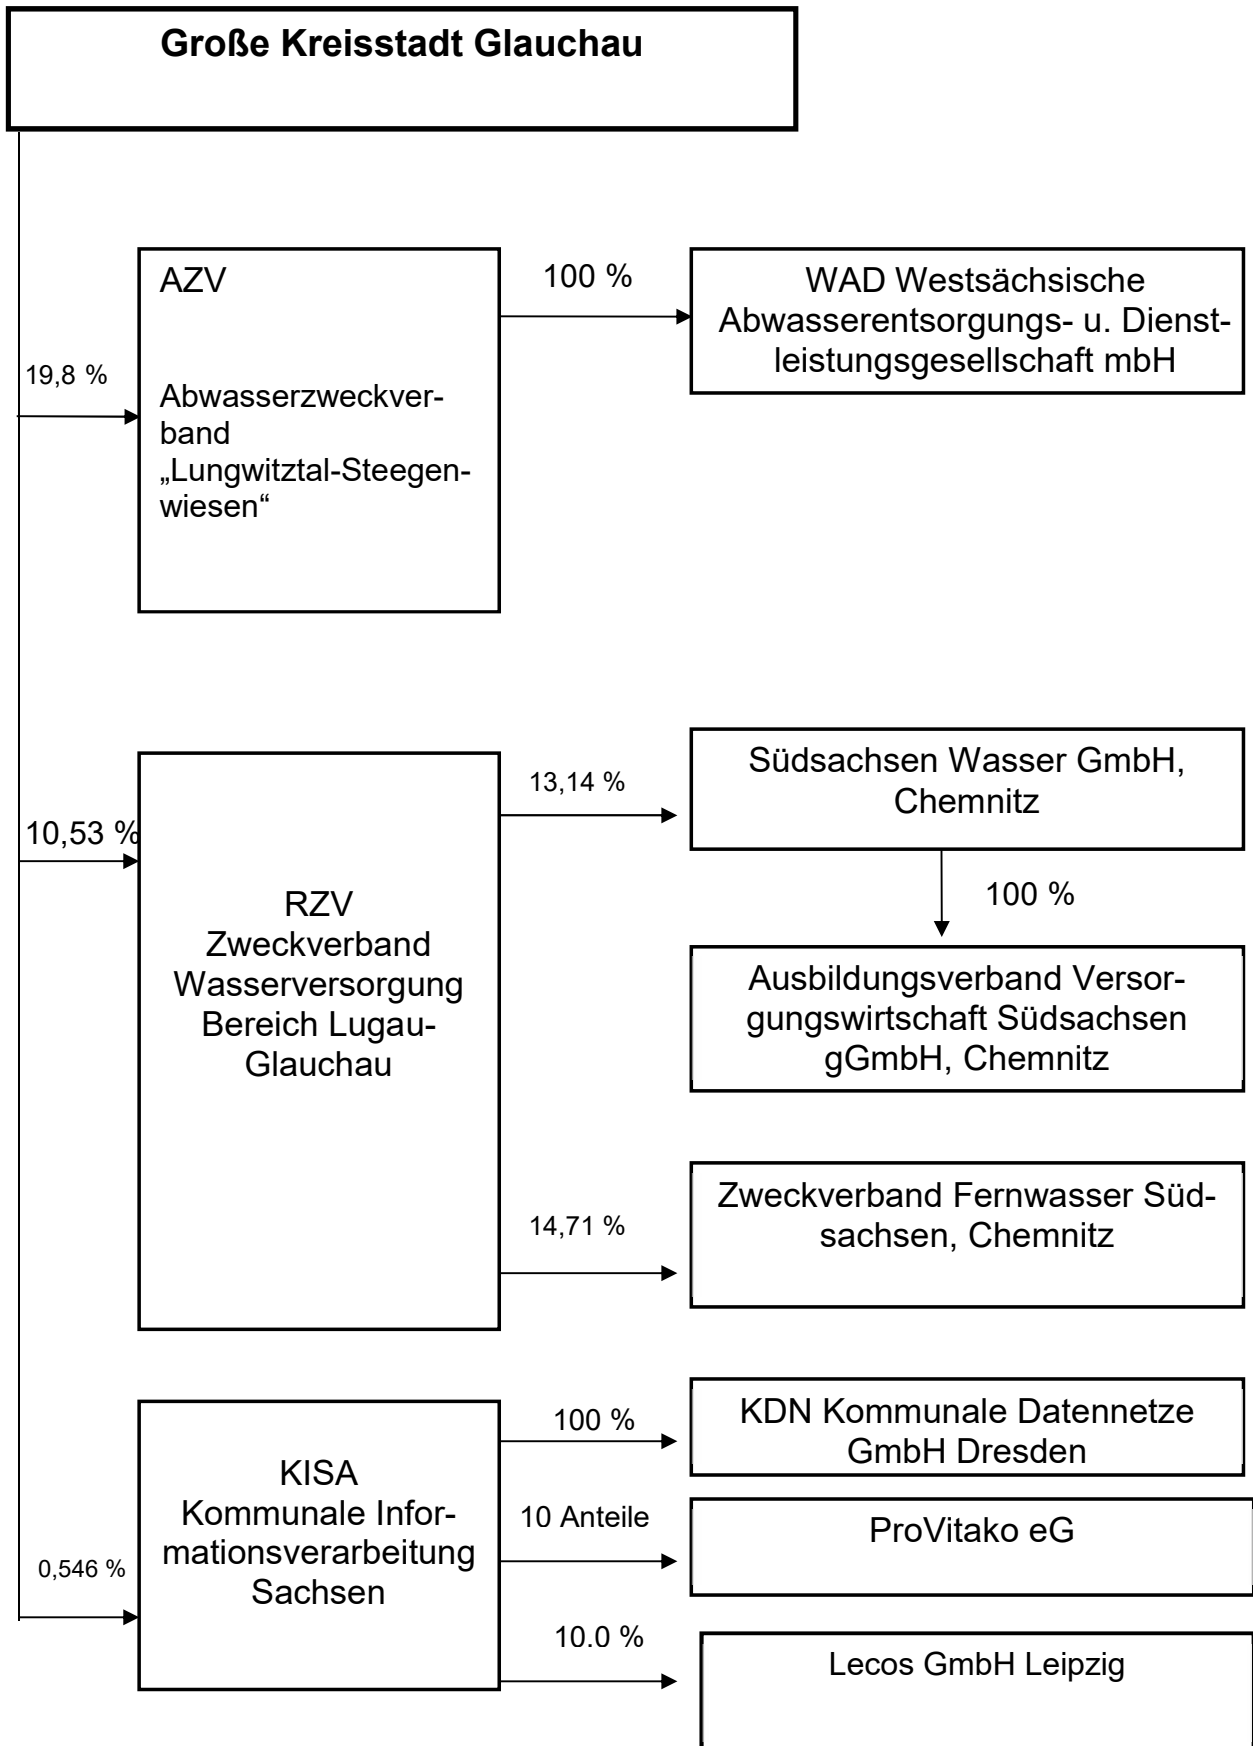 Große Kreisstadt Glauchau
19,8 %
AZV
Abwasserzweckver-
band
„Lungwitztal-Steegen-
wiesen“
100 %
WAD Westsächsische
Abwasserentsorgungs- u. Dienst-
leistungsgesellschaft mbH
10,53 %
RZV
Zweckverband
Wasserversorgung
Bereich Lugau-
Glauchau
13,14 %
Südsachsen Wasser GmbH,
Chemnitz
100 %
Ausbildungsverband Versor-
gungswirtschaft Südsachsen
gGmbH, Chemnitz
14,71 %
Zweckverband Fernwasser Süd-
sachsen, Chemnitz
0,546 %
KISA
Kommunale Infor-
mationsverarbeitung
Sachsen
100 %
KDN Kommunale Datennetze
GmbH Dresden
10 Anteile
ProVitako eG
10.0 %
Lecos GmbH Leipzig